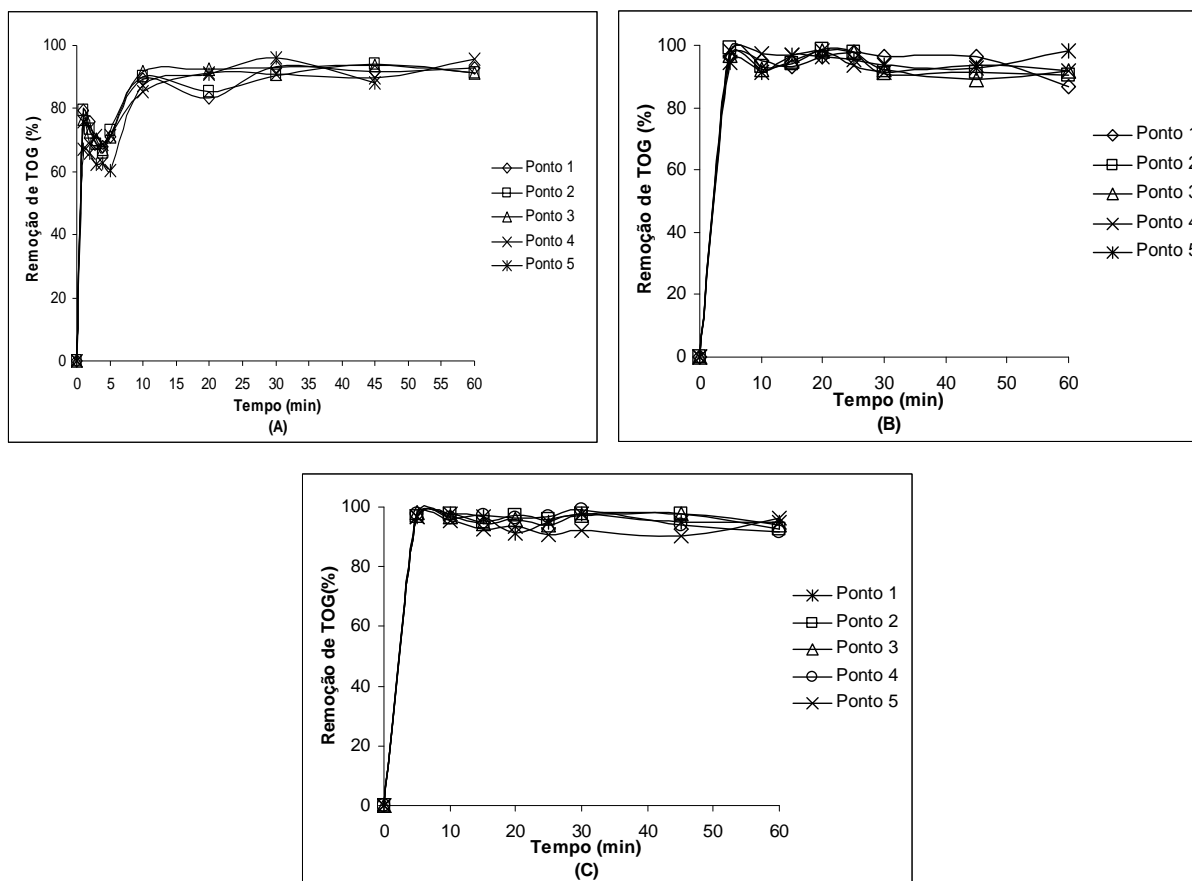 100
80
60
40
20
0
Remoção de TOG (%)
0 5 10 15 20 25 30 35 40 45 50 55 60
Tempo (min)
(A)
Ponto 1
Ponto 2
Ponto 3
Ponto 4
Ponto 5
100
80
60
40
20
0
Remoção de TOG (%)
0 10 20 30 40 50 60
Tempo (min)
(B)
Ponto 1
Ponto 2
Ponto 3
Ponto 4
Ponto 5
100
80
60
40
20
0
Remoção de TOG(%)
0 10 20 30 40 50 60
Tempo (min)
(C)
Ponto 1
Ponto 2
Ponto 3
Ponto 4
Ponto 5